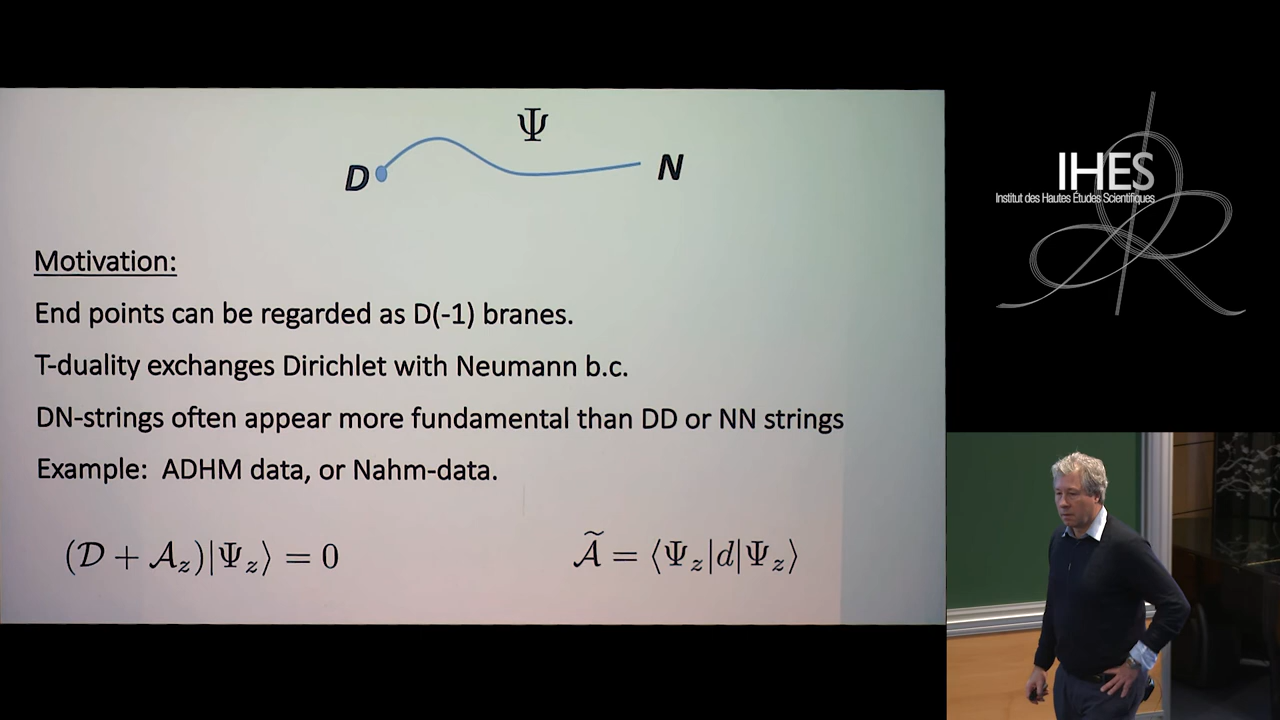 Ψ
D N
Motivation:
End points can be regarded as D(-1) branes.
T-duality exchanges Dirichlet with Neumann b.c.
DN-strings often appear more fundamental than DD or NN strings
Example: ADHM data, or Nahm-data.
(𝒟 + 𝒜_z)|Ψ_z⟩ = 0
𝒜̃ = ⟨Ψ_z|d|Ψ_z⟩
IHES
Institut des Hautes Études Scientifiques